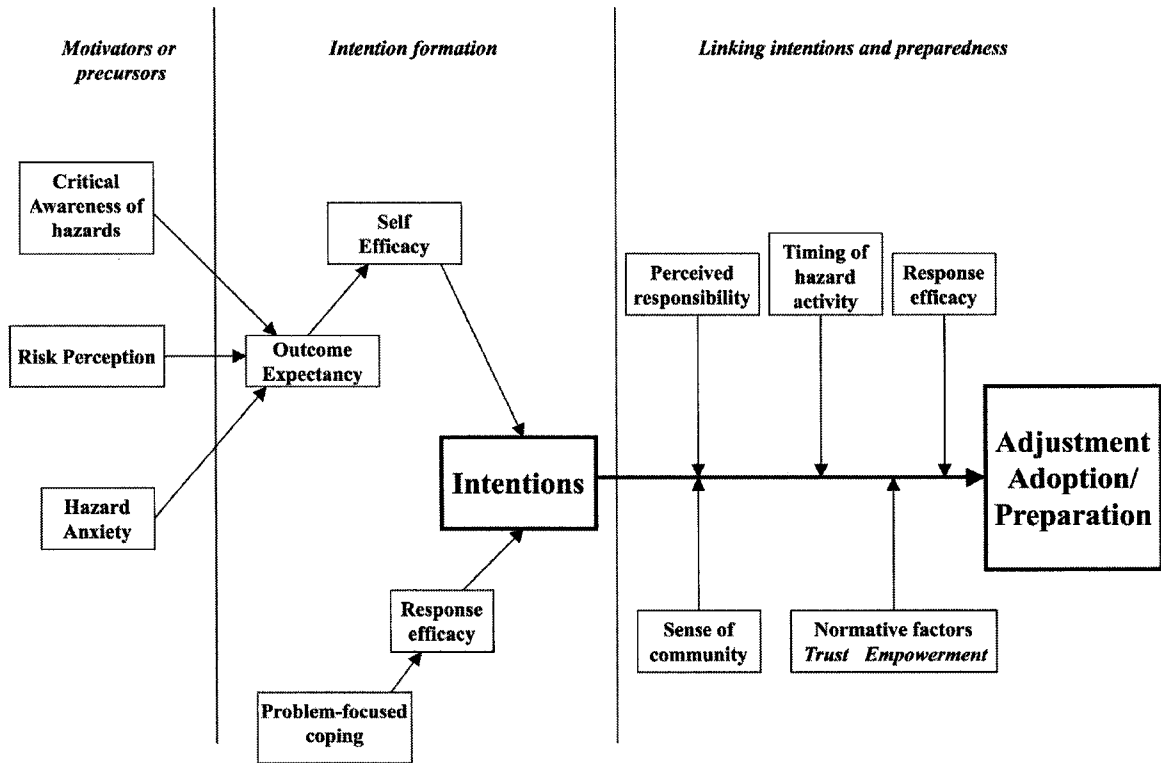 Motivators or
precursors
Intention formation
Linking intentions and preparedness
Critical
Awareness of
hazards
Self
Efficacy
Perceived
responsibility
Timing of
hazard
activity
Response
efficacy
Risk Perception
Outcome
Expectancy
Intentions
Adjustment
Adoption/
Preparation
Hazard
Anxiety
Response
efficacy
Sense of
community
Normative factors
Trust Empowerment
Problem-focused
coping